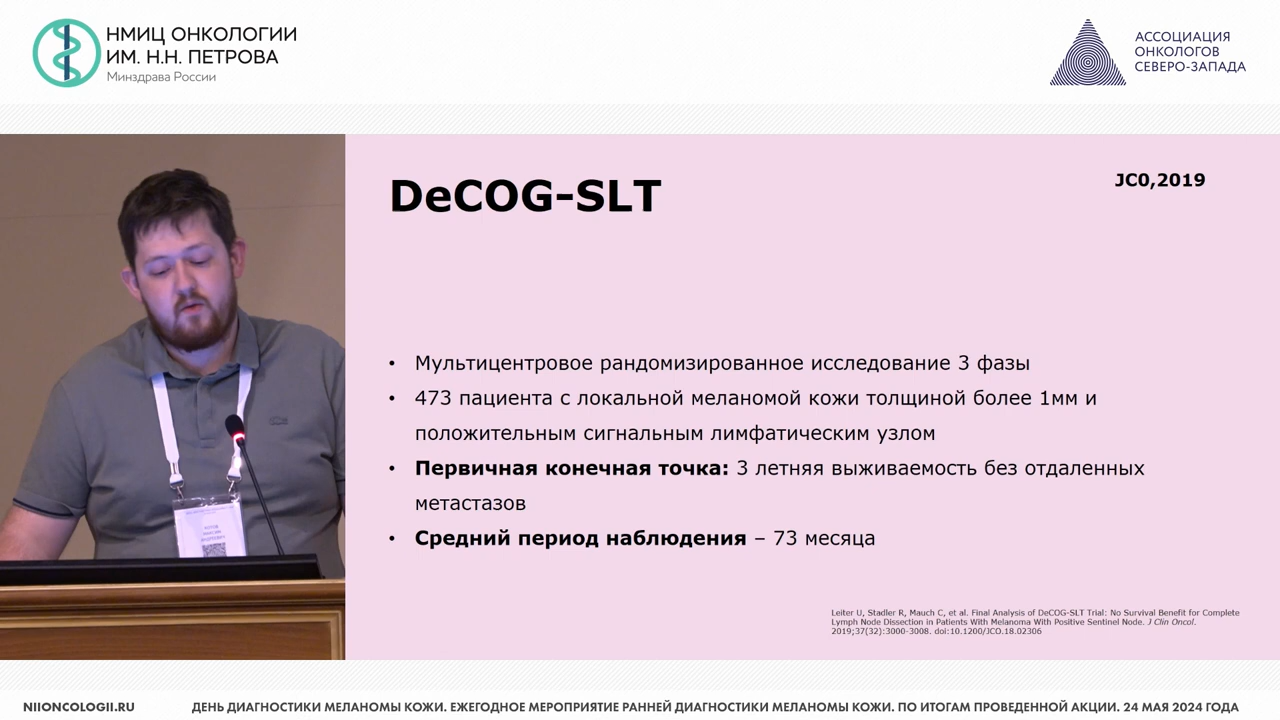 НМИЦ ОНКОЛОГИИ
ИМ. Н.Н. ПЕТРОВА
Минздрава России
АССОЦИАЦИЯ
ОНКОЛОГОВ
СЕВЕРО-ЗАПАДА
DeCOG-SLT
JC0,2019
• Мультицентровое рандомизированное исследование 3 фазы
• 473 пациента с локальной меланомой кожи толщиной более 1мм и
положительным сигнальным лимфатическим узлом
• Первичная конечная точка: 3 летняя выживаемость без отдаленных
метастазов
• Средний период наблюдения – 73 месяца
Leiter U, Stadler R, Mauch C, et al. Final Analysis of DeCOG-SLT Trial: No Survival Benefit for Complete
Lymph Node Dissection in Patients With Melanoma With Positive Sentinel Node. J Clin Oncol.
2019;37(32):3000-3008. doi:10.1200/JCO.18.02306
NIIONCOLOGII.RU
ДЕНЬ ДИАГНОСТИКИ МЕЛАНОМЫ КОЖИ. ЕЖЕГОДНОЕ МЕРОПРИЯТИЕ РАННЕЙ ДИАГНОСТИКИ МЕЛАНОМЫ КОЖИ. ПО ИТОГАМ ПРОВЕДЕННОЙ АКЦИИ. 24 МАЯ 2024 ГОДА